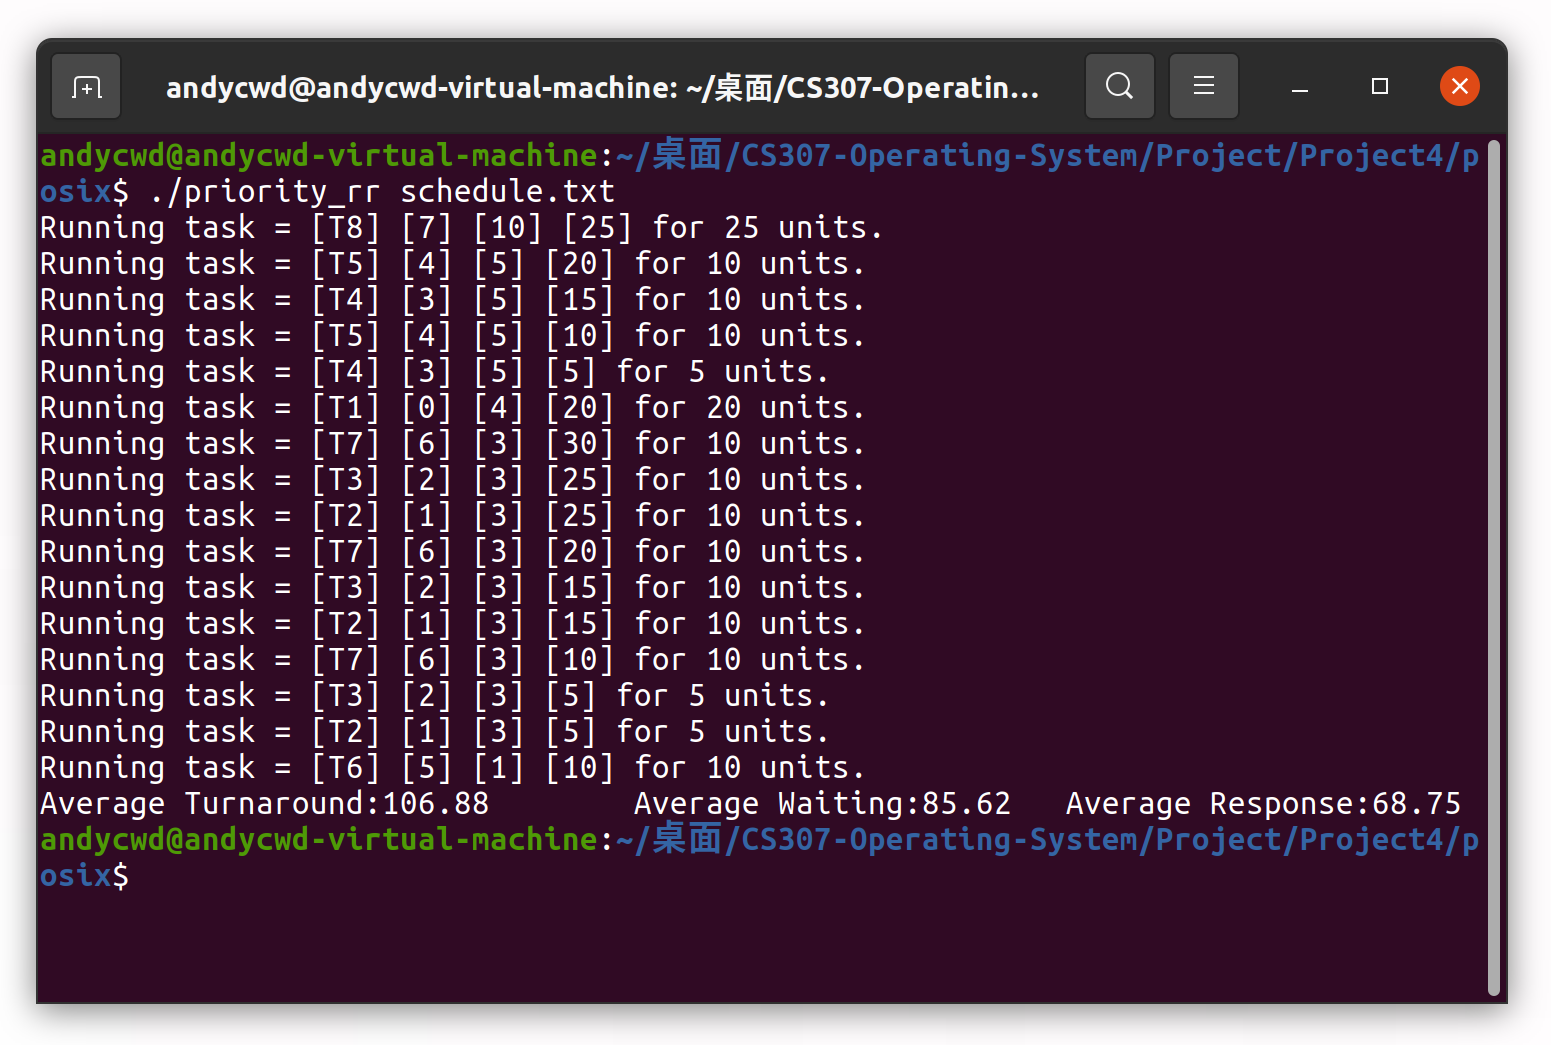 andycwd@andycwd-virtual-machine: ~/桌面/CS307-Operatin...
andycwd@andycwd-virtual-machine:~/桌面/CS307-Operating-System/Project/Project4/p
osix$ ./priority_rr schedule.txt
Running task = [T8] [7] [10] [25] for 25 units.
Running task = [T5] [4] [5] [20] for 10 units.
Running task = [T4] [3] [5] [15] for 10 units.
Running task = [T5] [4] [5] [10] for 10 units.
Running task = [T4] [3] [5] [5] for 5 units.
Running task = [T1] [0] [4] [20] for 20 units.
Running task = [T7] [6] [3] [30] for 10 units.
Running task = [T3] [2] [3] [25] for 10 units.
Running task = [T2] [1] [3] [25] for 10 units.
Running task = [T7] [6] [3] [20] for 10 units.
Running task = [T3] [2] [3] [15] for 10 units.
Running task = [T2] [1] [3] [15] for 10 units.
Running task = [T7] [6] [3] [10] for 10 units.
Running task = [T3] [2] [3] [5] for 5 units.
Running task = [T2] [1] [3] [5] for 5 units.
Running task = [T6] [5] [1] [10] for 10 units.
Average Turnaround:106.88        Average Waiting:85.62   Average Response:68.75
andycwd@andycwd-virtual-machine:~/桌面/CS307-Operating-System/Project/Project4/p
osix$